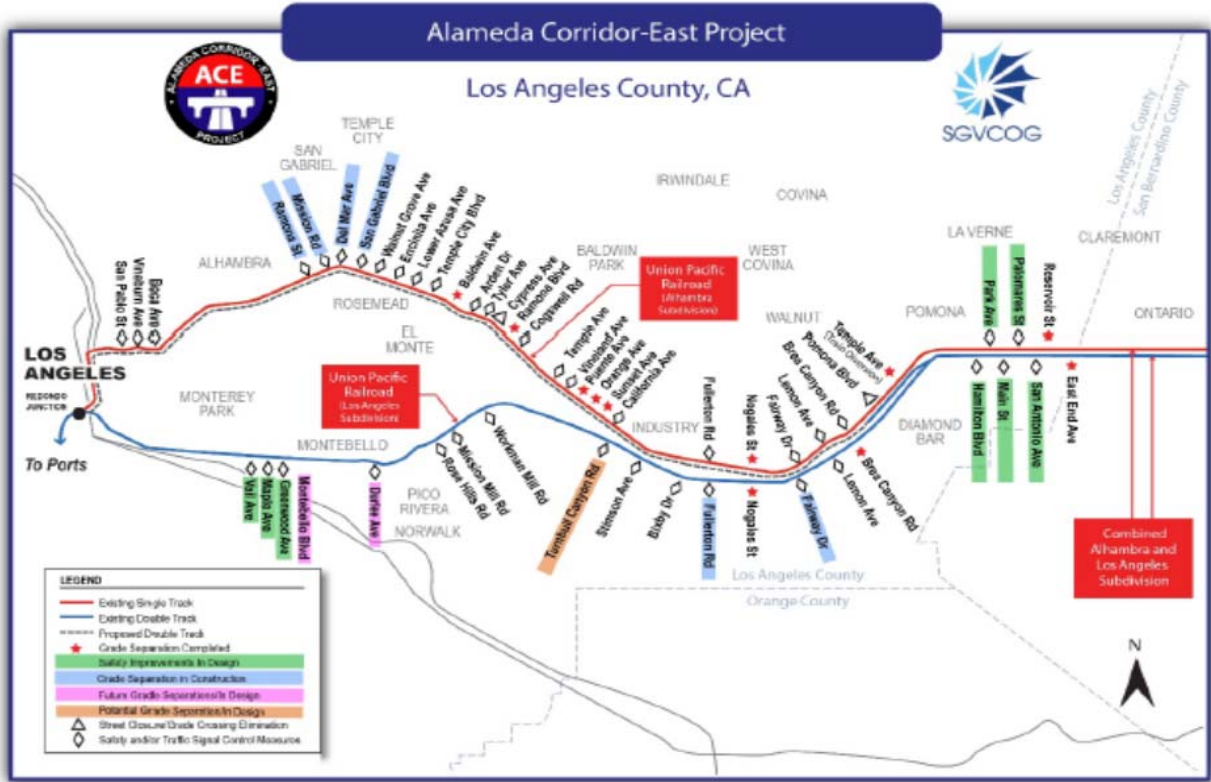 Alameda Corridor-East Project
Los Angeles County, CA
ALAMEDA CORRIDOR-EAST
ACE
PROJECT
SGVCOG
Los Angeles County
San Bernardino County
TEMPLE
CITY
SAN
GABRIEL
ALHAMBRA
ROSEMEAD
EL
MONTE
MONTEREY
PARK
MONTEBELLO
PICO
RIVERA
NORWALK
IRWINDALE
COVINA
BALDWIN
PARK
WEST
COVINA
WALNUT
INDUSTRY
LA VERNE
POMONA
CLAREMONT
ONTARIO
DIAMOND
BAR
LOS
ANGELES
REDONDO
JUNCTION
To Ports
San Pablo St
Vineburn Ave
Boca Ave
Ramona St
Mission Rd
Del Mar Ave
San Gabriel Blvd
Walnut Grove Ave
Encinita Ave
Lower Azusa Ave
Temple City Blvd
Baldwin Ave
Arden Dr
Tyler Ave
Cypress Ave
Ramona Blvd
Cogswell Rd
Temple Ave
Vineland Ave
Puente Ave
Orange Ave
Sunset Ave
California Ave
Fullerton Rd
Nogales St
Fairway Dr
Lemon Ave
Brea Canyon Rd
Pomona Blvd
Temple Ave
(Train Diversion)
Park Ave
Palomares St
Reservoir St
Union Pacific
Railroad
(Alhambra
Subdivision)
Union Pacific
Railroad
(Los Angeles
Subdivision)
Vail Ave
Maple Ave
Greenwood Ave
Montebello Blvd
Durfee Ave
Rose Hills Rd
Mission Mill Rd
Workman Mill Rd
Turnbull Canyon Rd
Stimson Ave
Bixby Dr
Fullerton Rd
Nogales St
Fairway Dr
Lemon Ave
Brea Canyon Rd
Hamilton Blvd
Main St
San Antonio Ave
East End Ave
Combined
Alhambra and
Los Angeles
Subdivision
Los Angeles County
Orange County
N
LEGEND
Existing Single Track
Existing Double Track
Proposed Double Track
Grade Separation Completed
Safety Improvements In Design
Grade Separation in Construction
Future Grade Separations/In Design
Potential Grade Separation/In Design
Street Closure/Grade Crossing Elimination
Safety and/or Traffic Signal Control Measures